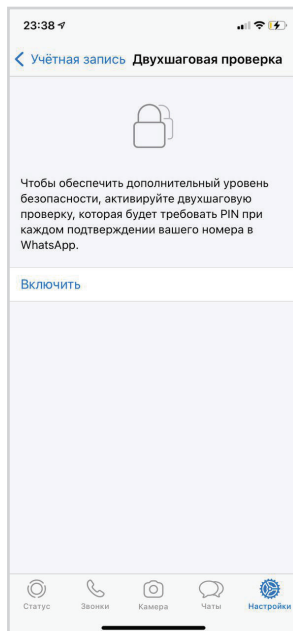 23:38
Учётная запись Двухшаговая проверка
Чтобы обеспечить дополнительный уровень
безопасности, активируйте двухшаговую
проверку, которая будет требовать PIN при
каждом подтверждении вашего номера в
WhatsApp.
Включить
Статус Звонки Камера Чаты Настройки